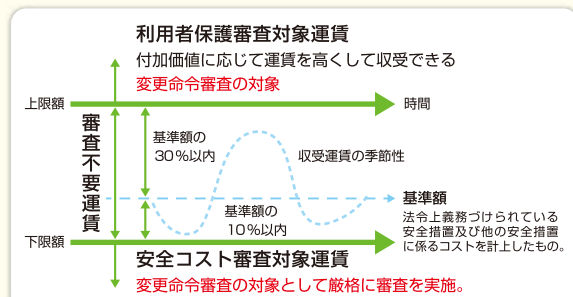 利用者保護審査対象運賃
付加価値に応じて運賃を高くして収受できる
変更命令審査の対象
上限額
時間
審査不要運賃
基準額の
30%以内
収受運賃の季節性
基準額
法令上義務づけられている
安全措置及び他の安全措置
に係るコストを計上したもの。
基準額の
10%以内
下限額
安全コスト審査対象運賃
変更命令審査の対象として厳格に審査を実施。